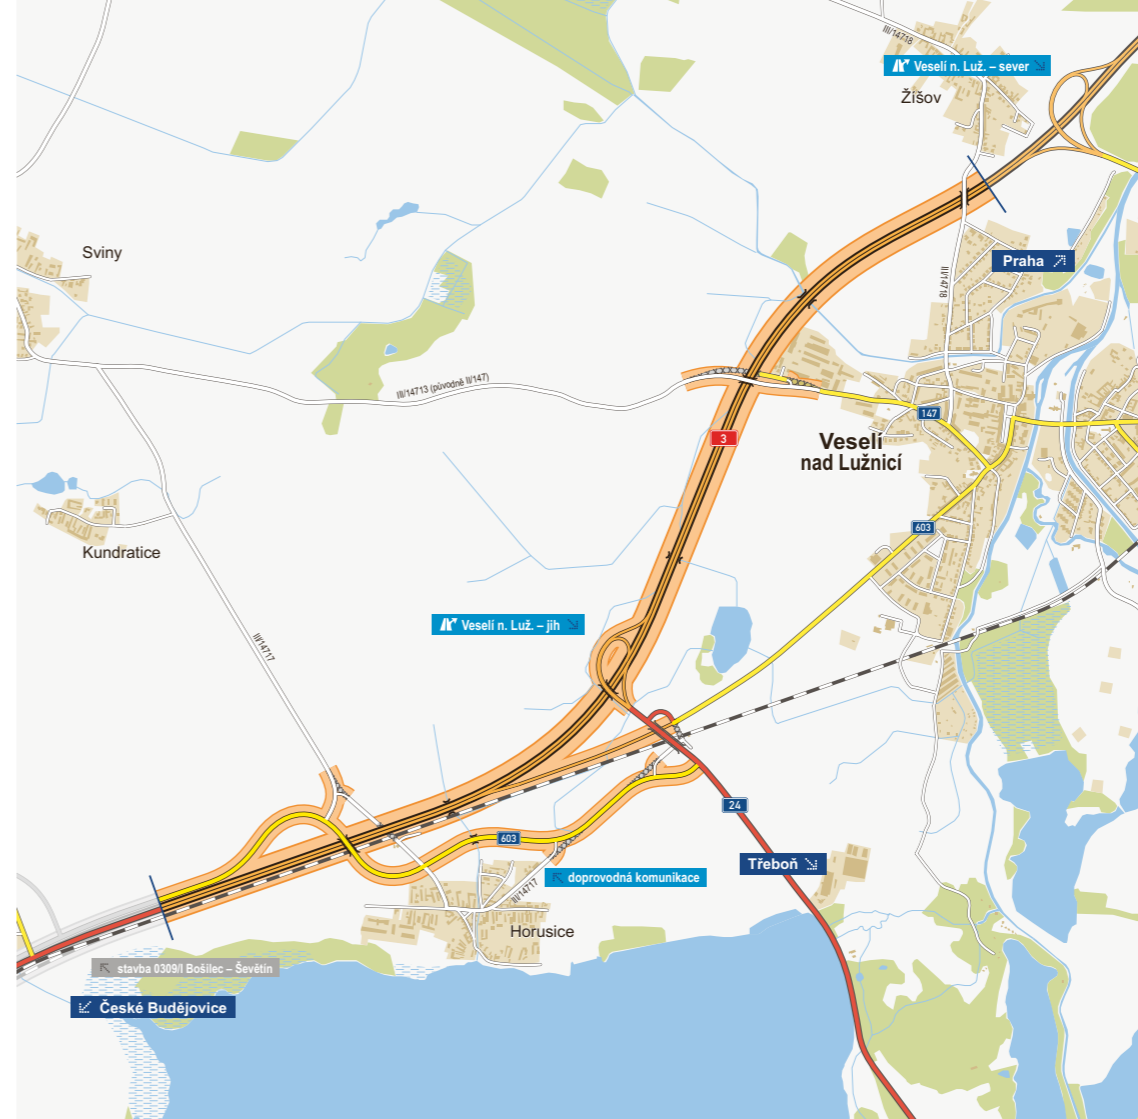 III/14718
Veselí n. Luž. – sever
Žíšov
Sviny
Praha
III/14718
III/14713 (původně II/147)
147
3
Veselí
nad Lužnicí
603
Kundratice
Veselí n. Luž. – jih
III/14717
24
603
Třeboň
doprovodná komunikace
III/14717
Horusice
stavba 0309/I Bošilec – Ševětín
České Budějovice